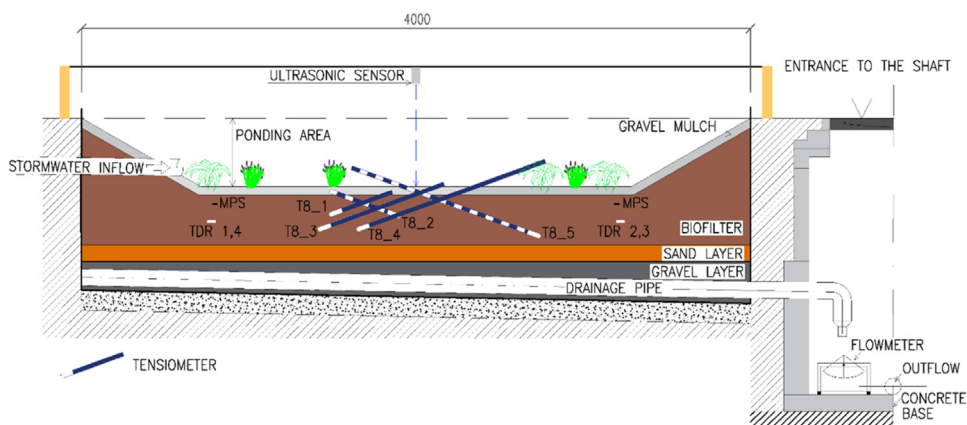 4000
ULTRASONIC SENSOR
ENTRANCE TO THE SHAFT
PONDING AREA
GRAVEL MULCH
STORMWATER INFLOW
-MPS
T8_1
T8_2
-MPS
TDR 1,4
T8_3
T8_4
T8_5
TDR 2,3
BIOFILTER
SAND LAYER
GRAVEL LAYER
DRAINAGE PIPE
TENSIOMETER
FLOWMETER
OUTFLOW
CONCRETE
BASE